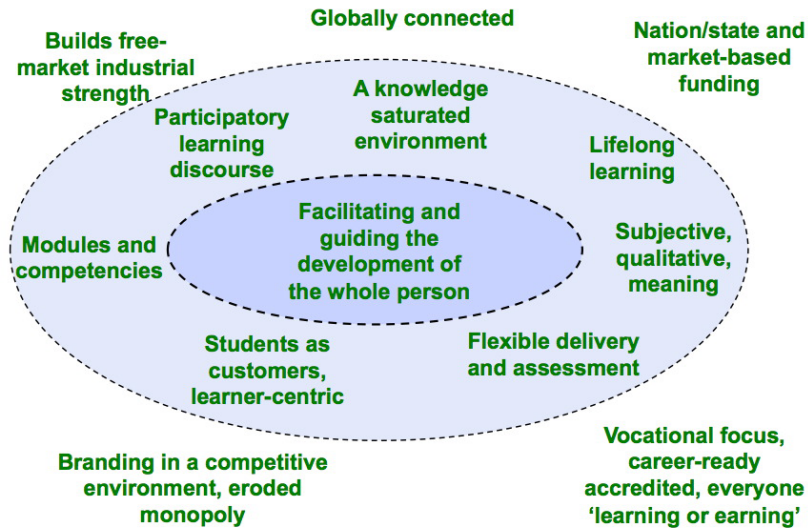 Globally connected
Builds free-
market industrial
strength
Nation/state and
market-based
funding
A knowledge
saturated
environment
Participatory
learning
discourse
Lifelong
learning
Facilitating and
guiding the
development of
the whole person
Modules and
competencies
Subjective,
qualitative,
meaning
Students as
customers,
learner-centric
Flexible delivery
and assessment
Branding in a competitive
environment, eroded
monopoly
Vocational focus,
career-ready
accredited, everyone
‘learning or earning’